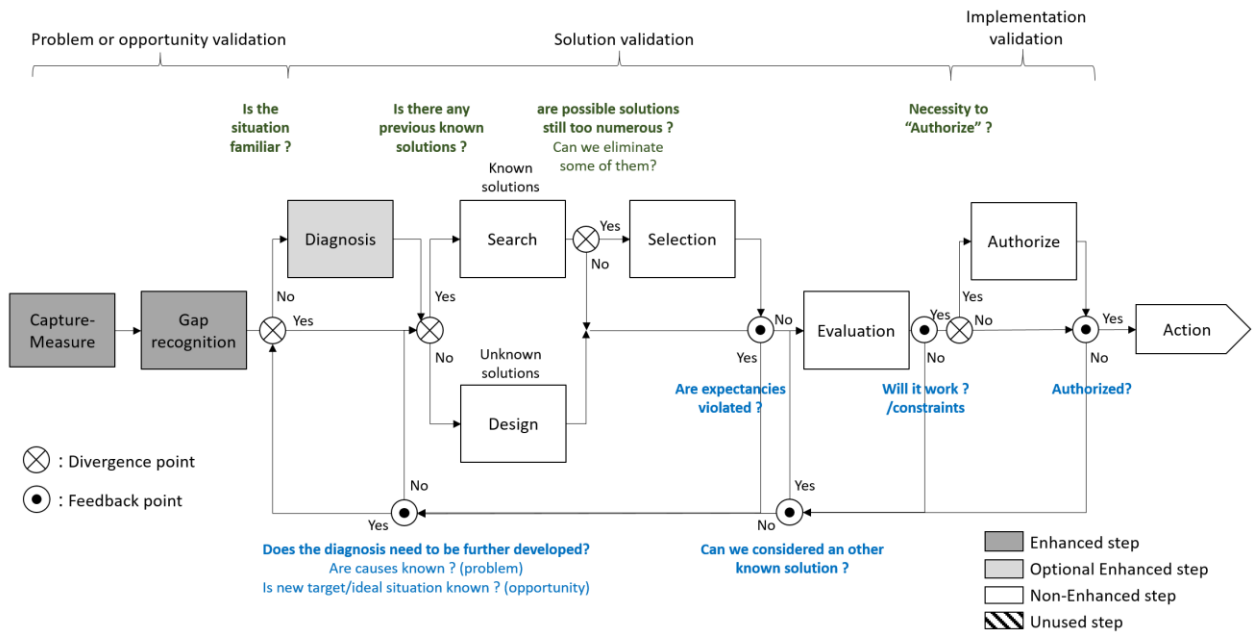 Problem or opportunity validation
Solution validation
Implementation
validation
Is the
situation
familiar ?
Is there any
previous known
solutions ?
are possible solutions
still too numerous ?
Can we eliminate
some of them?
Necessity to
“Authorize” ?
Known
solutions
Diagnosis
Search
Yes
Selection
Authorize
No
No
Yes
Yes
Capture-
Measure
Gap
recognition
Yes
No
Unknown
solutions
Design
No
Yes
Evaluation
Yes
No
No
Yes
No
Action
Are expectancies
violated ?
Will it work ?
/constraints
Authorized?
: Divergence point
: Feedback point
No
Yes
Yes
No
Does the diagnosis need to be further developed?
Are causes known ? (problem)
Is new target/ideal situation known ? (opportunity)
Can we considered an other
known solution ?
Enhanced step
Optional Enhanced step
Non-Enhanced step
Unused step